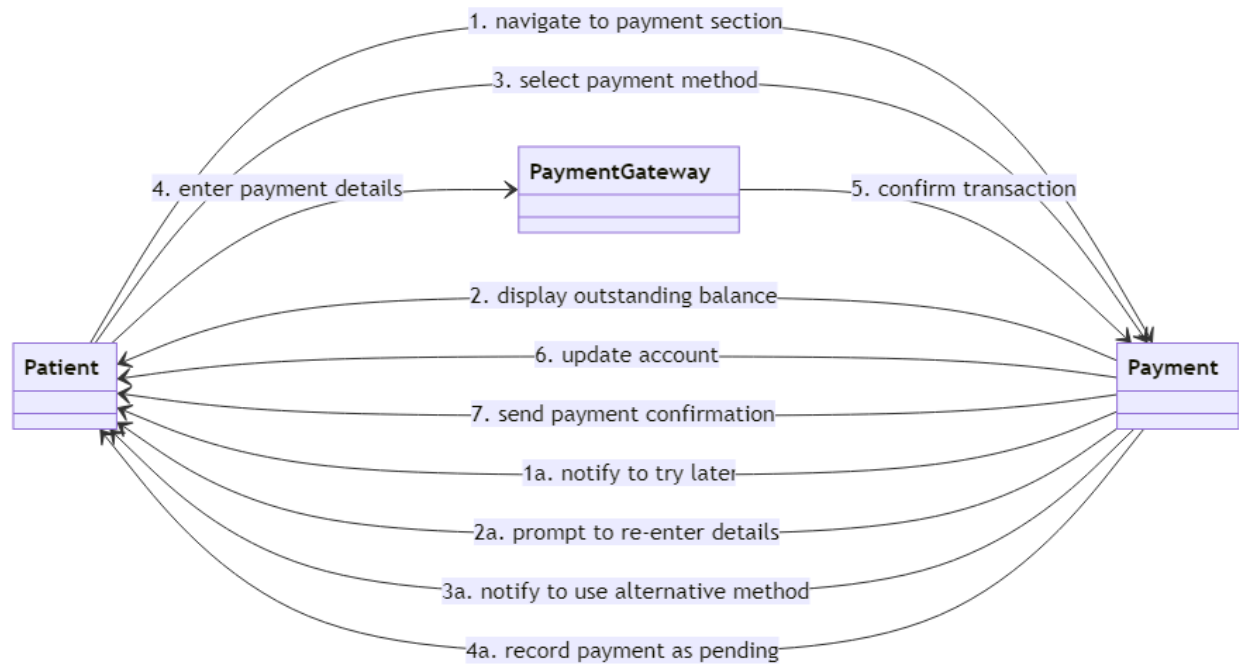 1. navigate to payment section
3. select payment method
PaymentGateway
4. enter payment details
5. confirm transaction
2. display outstanding balance
Patient
6. update account
Payment
7. send payment confirmation
1a. notify to try later
2a. prompt to re-enter details
3a. notify to use alternative method
4a. record payment as pending